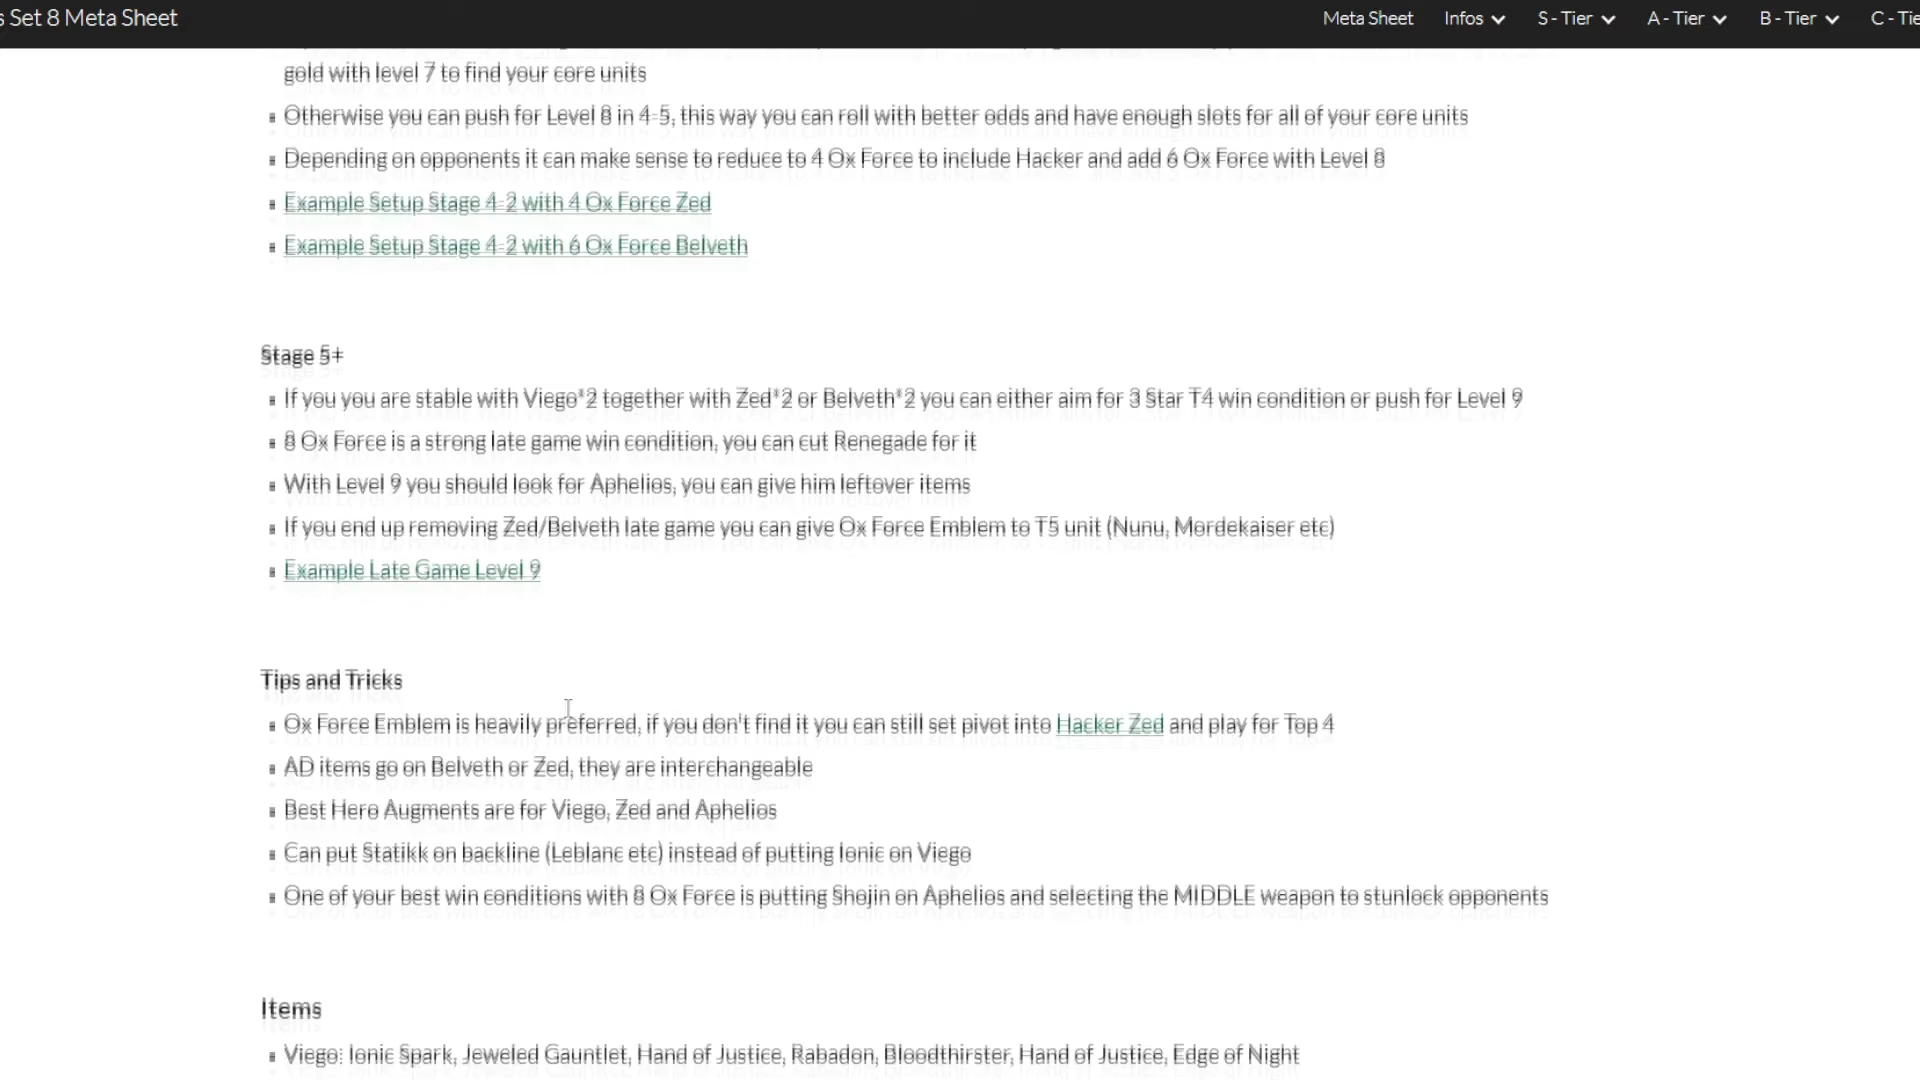 s Set 8 Meta Sheet
Meta Sheet Infos S - Tier A - Tier B - Tier C - Tie
gold with level 7 to find your core units
Otherwise you can push for Level 8 in 4-5, this way you can roll with better odds and have enough slots for all of your core units
Depending on opponents it can make sense to reduce to 4 Ox Force to include Hacker and add 6 Ox Force with Level 8
Example Setup Stage 4-2 with 4 Ox Force Zed
Example Setup Stage 4-2 with 6 Ox Force Belveth
Stage 5+
If you you are stable with Viego*2 together with Zed*2 or Belveth*2 you can either aim for 3 Star T4 win condition or push for Level 9
8 Ox Force is a strong late game win condition, you can cut Renegade for it
With Level 9 you should look for Aphelios, you can give him leftover items
If you end up removing Zed/Belveth late game you can give Ox Force Emblem to T5 unit (Nunu, Mordekaiser etc)
Example Late Game Level 9
Tips and Tricks
Ox Force Emblem is heavily preferred, if you don't find it you can still set pivot into Hacker Zed and play for Top 4
AD items go on Belveth or Zed, they are interchangeable
Best Hero Augments are for Viego, Zed and Aphelios
Can put Statikk on backline (Leblanc etc) instead of putting Ionic on Viego
One of your best win conditions with 8 Ox Force is putting Shojin on Aphelios and selecting the MIDDLE weapon to stunlock opponents
Items
Viego: Ionic Spark, Jeweled Gauntlet, Hand of Justice, Rabadon, Bloodthirster, Hand of Justice, Edge of Night